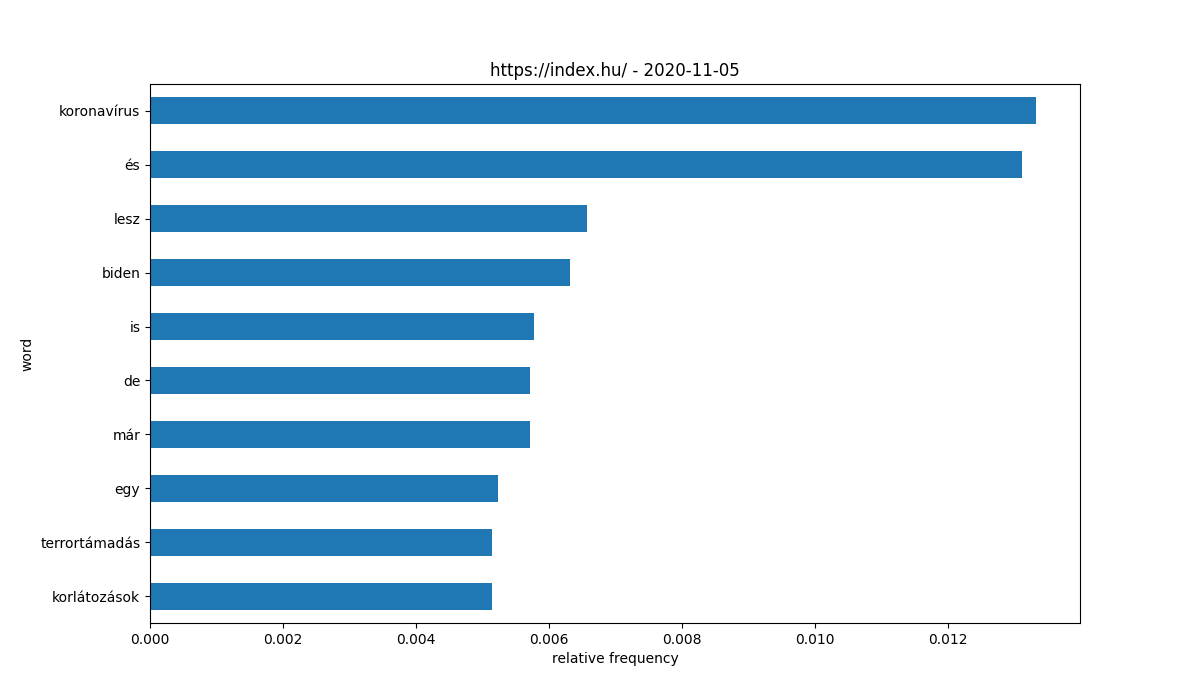 https://index.hu/ - 2020-11-05
koronavírus
és
lesz
biden
is
de
már
egy
terrortámadás
korlátozások
word
0.000 0.002 0.004 0.006 0.008 0.010 0.012
relative frequency